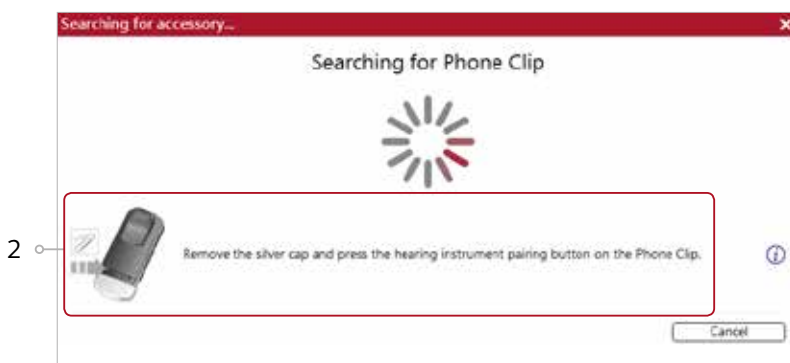 Searching for accessory...
Searching for Phone Clip
2
Remove the silver cap and press the hearing instrument pairing button on the Phone Clip.
Cancel